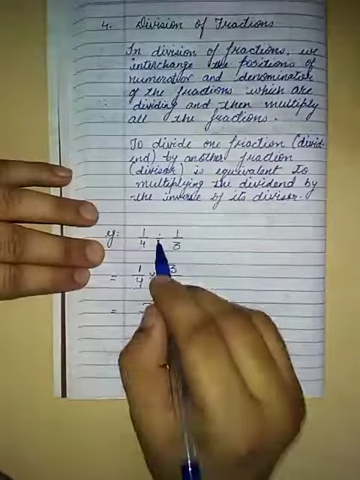 4. Division of Fractions
In division of fractions, we
interchange the positions of
numerator and denominator
of the fractions which are
dividing and then multiply
all the fractions.
To divide one fraction (divid-
end) by another fraction
(divisor) is equivalent to
multiplying the dividend by
the inverse of its divisor.
eg: 1/4 ÷ 1/3
= 1/4 × 3
=